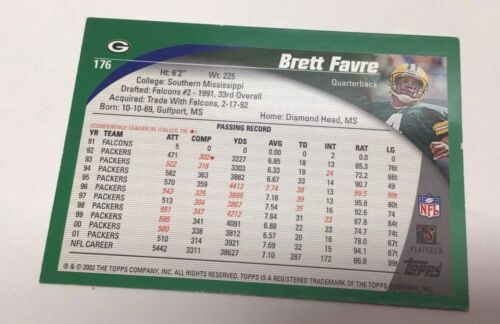 G
176
Brett Favre
Quarterback
Ht: 6'2" Wt: 225
College: Southern Mississippi
Drafted: Falcons #2 - 1991, 33rd Overall
Acquired: Trade With Falcons, 2-17-92
Born: 10-10-69, Gulfport, MS Home: Diamond Head, MS
(CONFERENCE LEADER IN ITALICS, TIE♦) PASSING RECORD
YR TEAM ATT COMP YDS AVG TD INT RAT LG
91 FALCONS 5 0 0 0.00 0 2 0.0 0
92 PACKERS 471 302♦ 3227 6.85 18 13 85.3 76t
93 PACKERS 522 318 3303 6.33 19 24 72.2 66
94 PACKERS 582 363 3882 6.67 33 14 90.7 49
95 PACKERS 570 359 4413 7.74 38 13 99.5 99t
96 PACKERS 543 325 3899 7.18 39 13 95.8 80t
97 PACKERS 513 304 3867 7.54 35 16 92.6 74
98 PACKERS 551 347 4212 7.64 31 23 87.8 84t
99 PACKERS 595 341 4091 6.88 22 23 74.7 74t
00 PACKERS 580 338 3812 6.57 20 16 78.0 67t
01 PACKERS 510 314 3921 7.69 32 15 94.1 67t
NFL CAREER 5442 3311 38627 7.10 287 172 86.8 99t
NFL
PLAYERS
Topps
® & © 2002 THE TOPPS COMPANY, INC. ALL RIGHTS RESERVED. TOPPS IS A REGISTERED TRADEMARK OF THE TOPPS COMPANY, INC.